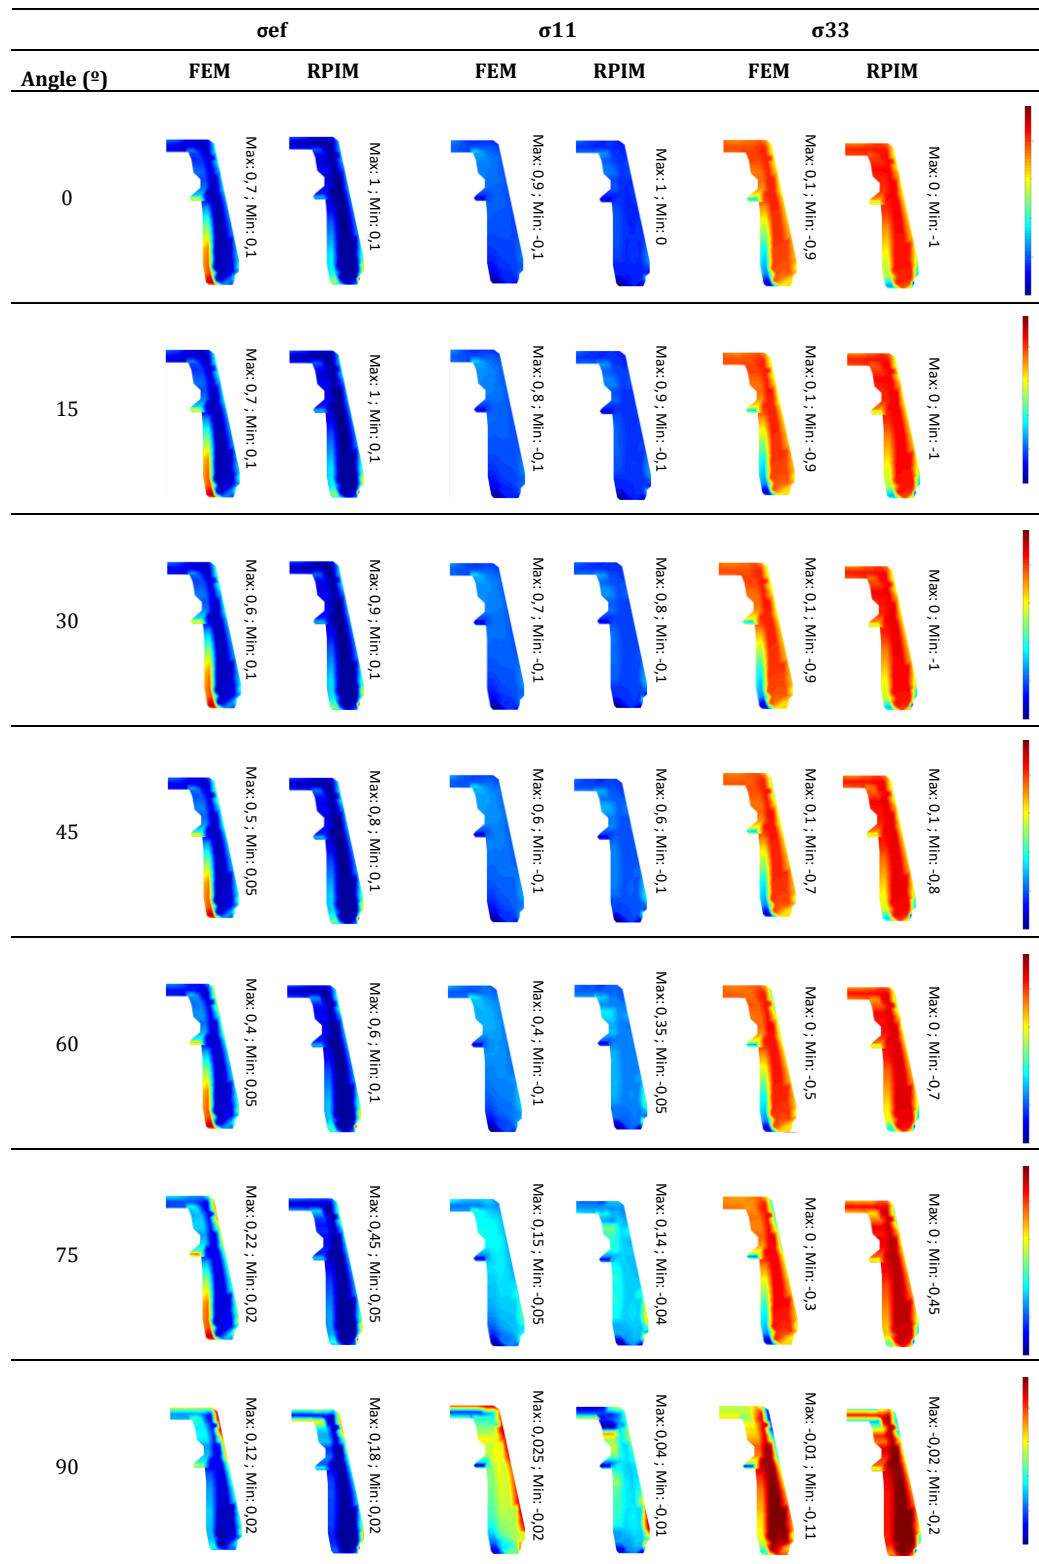 σef σ11 σ33
Angle (º) FEM RPIM FEM RPIM FEM RPIM
0
Max: 0,7 ; Min: 0,1
Max: 1 ; Min: 0,1
Max: 0,9 ; Min: -0,1
Max: 1 ; Min: 0
Max: 0,1 ; Min: -0,9
Max: 0 ; Min: -1
15
Max: 0,7 ; Min: 0,1
Max: 1 ; Min: 0,1
Max: 0,8 ; Min: -0,1
Max: 0,9 ; Min: -0,1
Max: 0,1 ; Min: -0,9
Max: 0 ; Min: -1
30
Max: 0,6 ; Min: 0,1
Max: 0,9 ; Min: 0,1
Max: 0,7 ; Min: -0,1
Max: 0,8 ; Min: -0,1
Max: 0,1 ; Min: -0,9
Max: 0 ; Min: -1
45
Max: 0,5 ; Min: 0,05
Max: 0,8 ; Min: 0,1
Max: 0,6 ; Min: -0,1
Max: 0,6 ; Min: -0,1
Max: 0,1 ; Min: -0,7
Max: 0,1 ; Min: -0,8
60
Max: 0,4 ; Min: 0,05
Max: 0,6 ; Min: 0,1
Max: 0,4 ; Min: -0,1
Max: 0,35 ; Min: -0,05
Max: 0 ; Min: -0,5
Max: 0 ; Min: -0,7
75
Max: 0,22 ; Min: 0,02
Max: 0,45 ; Min: 0,05
Max: 0,15 ; Min: -0,05
Max: 0,14 ; Min: -0,04
Max: 0 ; Min: -0,3
Max: 0 ; Min: -0,45
90
Max: 0,12 ; Min: 0,02
Max: 0,18 ; Min: 0,02
Max: 0,025 ; Min: -0,02
Max: 0,04 ; Min: -0,01
Max: -0,01 ; Min: -0,11
Max: -0,02 ; Min: -0,2